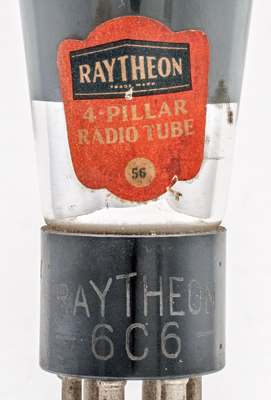 RAYTHEON
TRADE MARK
4-PILLAR
RADIO TUBE
56
RAYTHEON
-6C6-